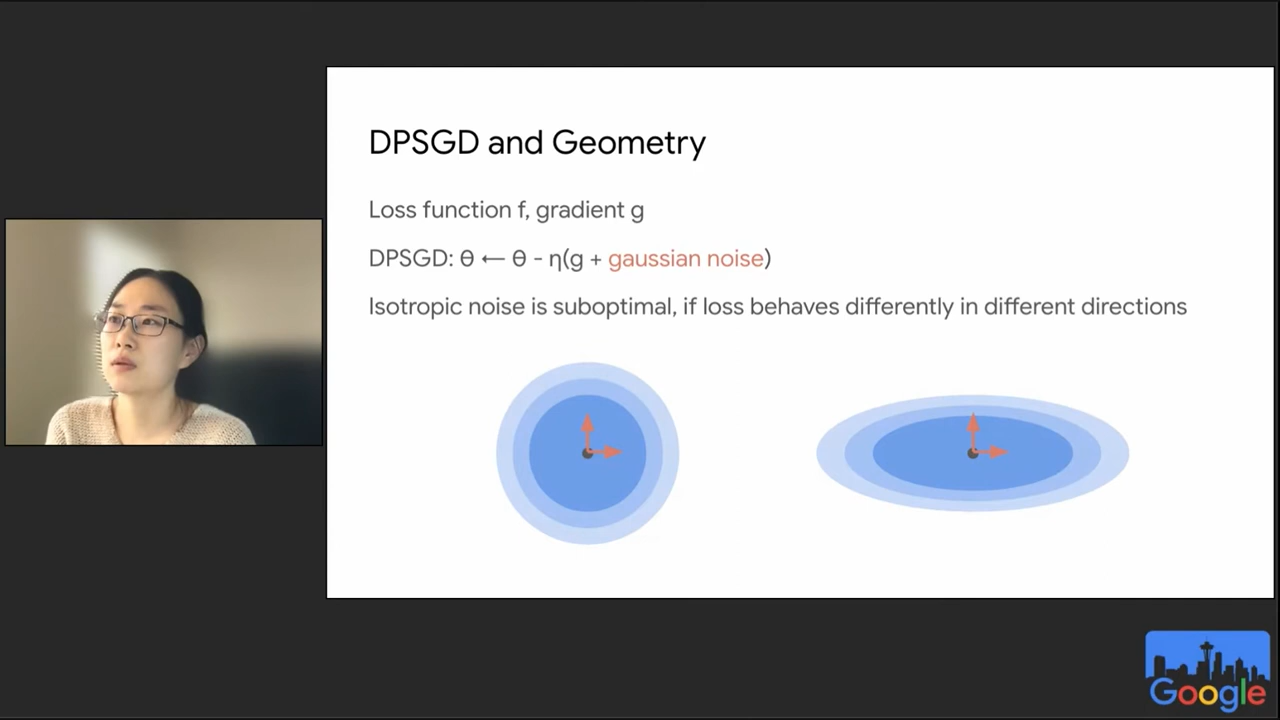 DPSGD and Geometry
Loss function f, gradient g
DPSGD: θ ← θ - η(g + gaussian noise)
Isotropic noise is suboptimal, if loss behaves differently in different directions
Google